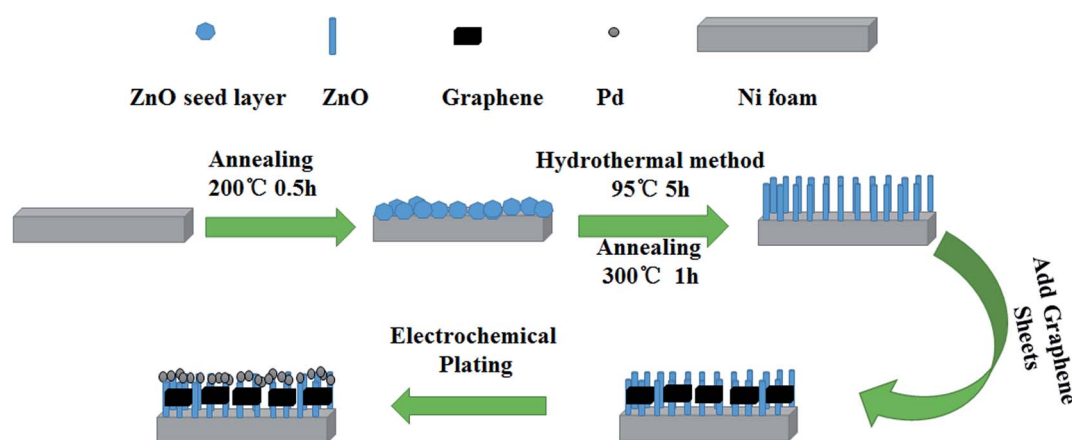 ZnO seed layer ZnO Graphene Pd Ni foam
Annealing
200℃ 0.5h
Hydrothermal method
95℃ 5h
Annealing
300℃ 1h
Add Graphene
Sheets
Electrochemical
Plating